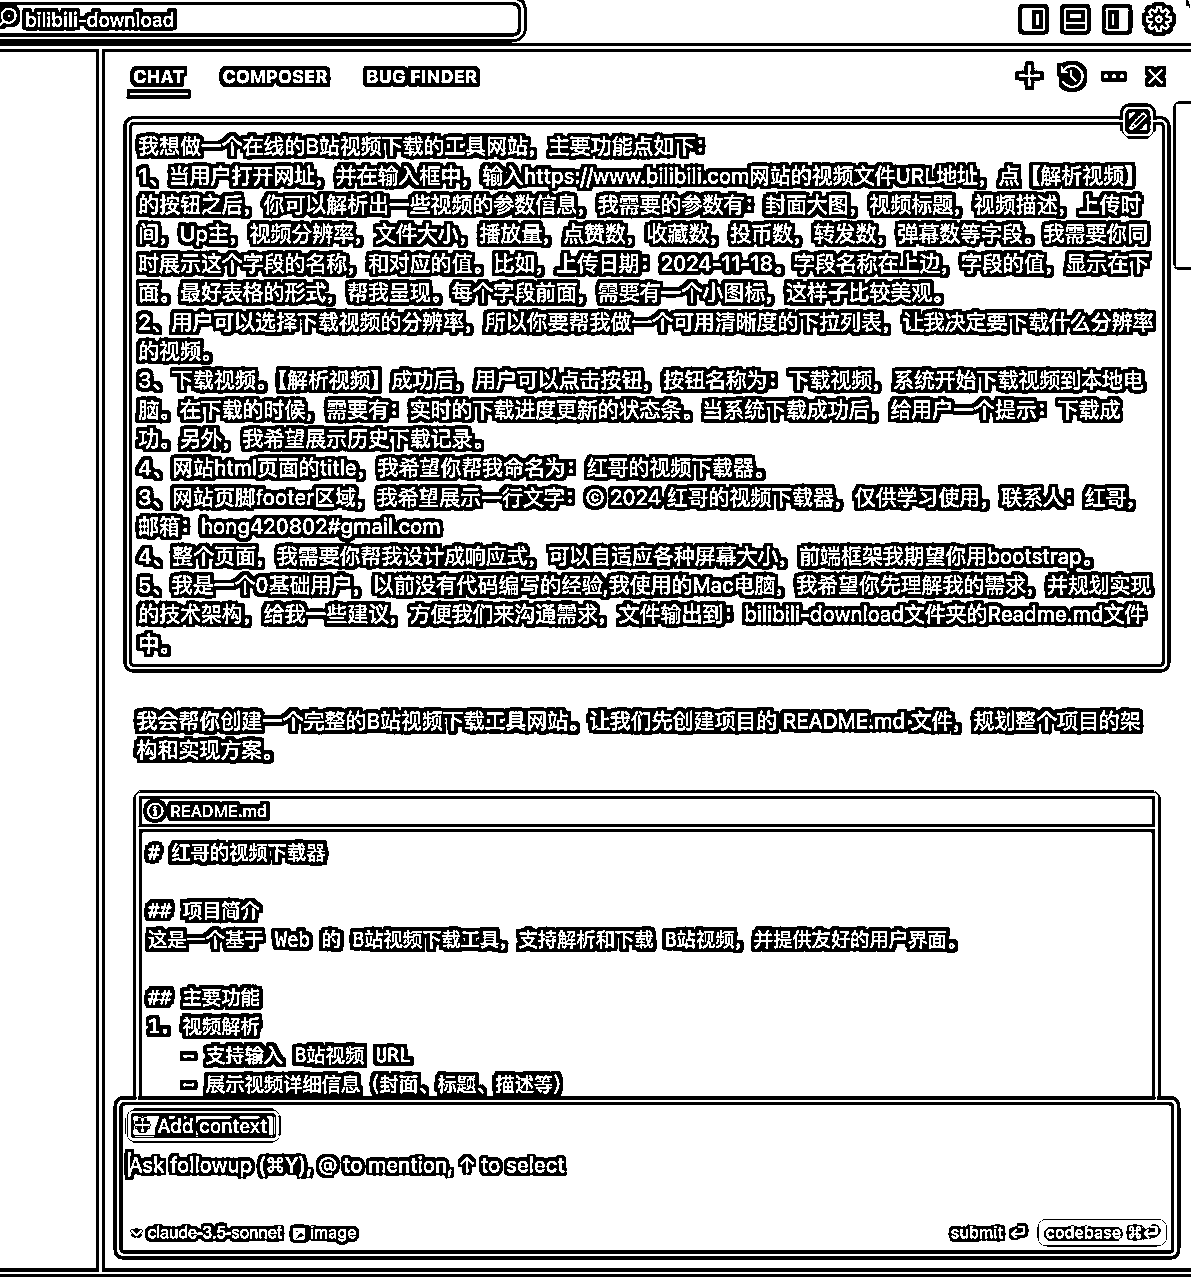 bilibili-download
CHAT COMPOSER BUG FINDER
我想做一个在线的B站视频下载的工具网站，主要功能点如下：
1、当用户打开网址，并在输入框中，输入https://www.bilibili.com网站的视频文件URL地址，点【解析视频】
的按钮之后，你可以解析出一些视频的参数信息，我需要的参数有：封面大图，视频标题，视频描述，上传时
间，Up主，视频分辨率，文件大小，播放量，点赞数，收藏数，投币数，转发数，弹幕数等字段。我需要你同
时展示这个字段的名称，和对应的值。比如，上传日期：2024-11-18。字段名称在上边，字段的值，显示在下
面。最好表格的形式，帮我呈现。每个字段前面，需要有一个小图标，这样子比较美观。
2、用户可以选择下载视频的分辨率，所以你要帮我做一个可用清晰度的下拉列表，让我决定要下载什么分辨率
的视频。
3、下载视频。【解析视频】成功后，用户可以点击按钮，按钮名称为：下载视频，系统开始下载视频到本地电
脑。在下载的时候，需要有：实时的下载进度更新的状态条。当系统下载成功后，给用户一个提示：下载成
功。另外，我希望展示历史下载记录。
4、网站html页面的title，我希望你帮我命名为：红哥的视频下载器。
3、网站页脚footer区域，我希望展示一行文字：© 2024 红哥的视频下载器，仅供学习使用，联系人：红哥，
邮箱：hong420802#gmail.com
4、整个页面，我需要你帮我设计成响应式，可以自适应各种屏幕大小，前端框架我期望你用bootstrap。
5、我是一个0基础用户，以前没有代码编写的经验,我使用的Mac电脑，我希望你先理解我的需求，并规划实现
的技术架构，给我一些建议，方便我们来沟通需求，文件输出到：bilibili-download文件夹的Readme.md文件
中。
我会帮你创建一个完整的B站视频下载工具网站。让我们先创建项目的 README.md 文件，规划整个项目的架
构和实现方案。
README.md
# 红哥的视频下载器
## 项目简介
这是一个基于 Web 的 B站视频下载工具，支持解析和下载 B站视频，并提供友好的用户界面。
## 主要功能
1. 视频解析
- 支持输入 B站视频 URL
- 展示视频详细信息（封面、标题、描述等）
Add context
Ask followup (⌘Y), @ to mention, ↑ to select
claude-3.5-sonnet image submit codebase ⌘